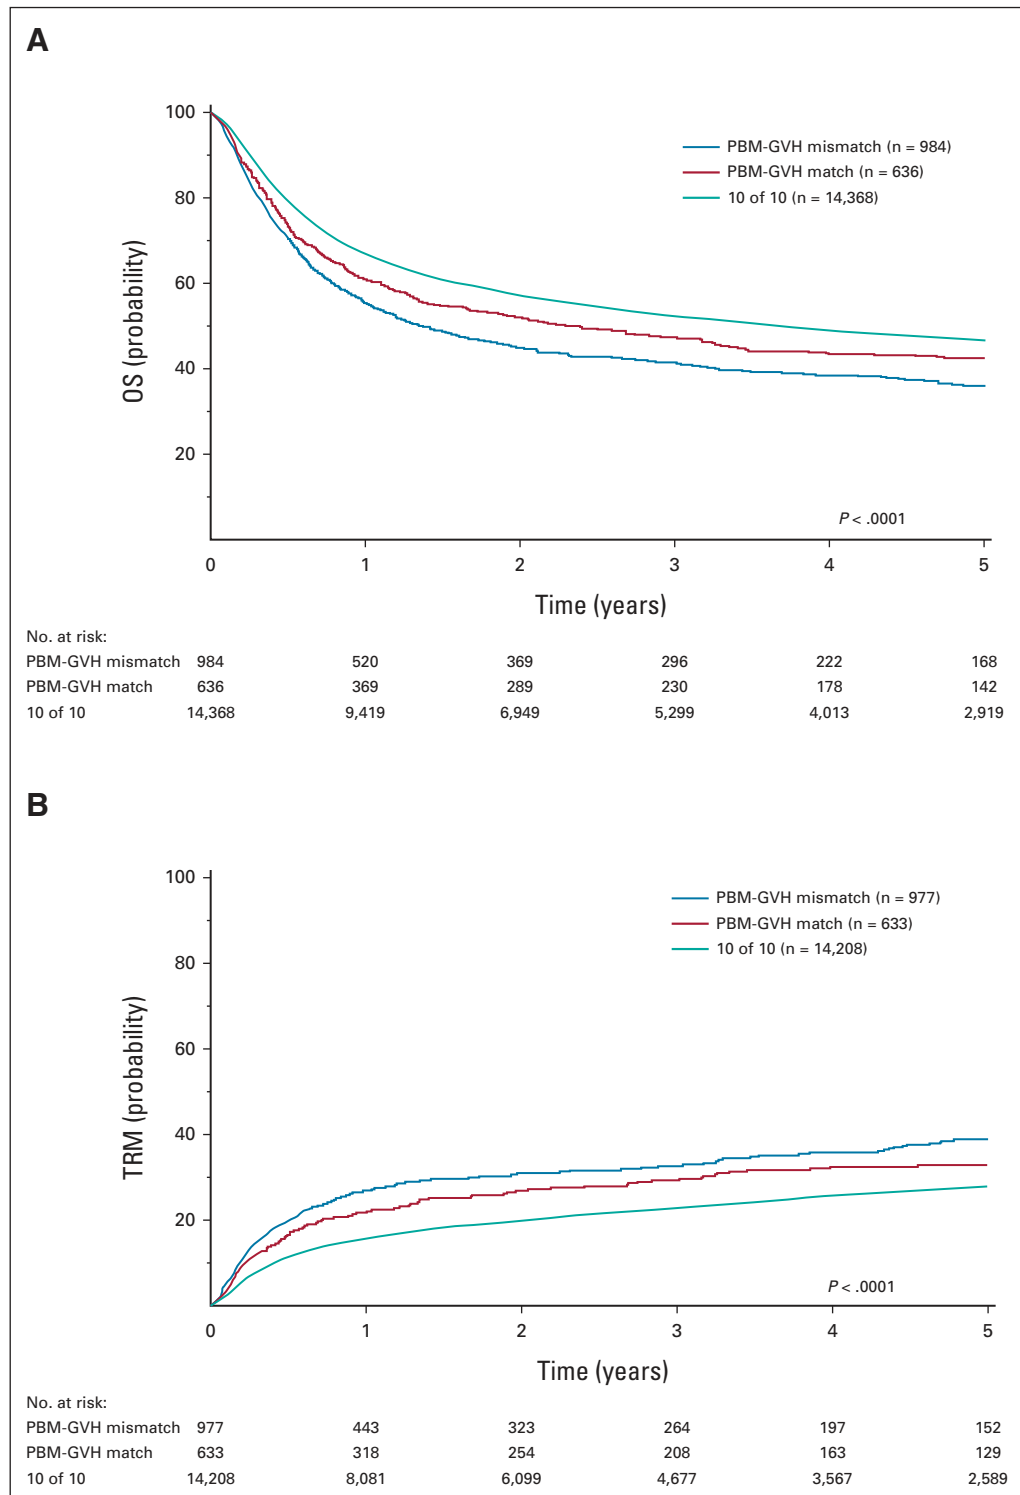 A
100
80
60
40
20
OS (probability)
PBM-GVH mismatch (n = 984)
PBM-GVH match (n = 636)
10 of 10 (n = 14,368)
P < .0001
0 1 2 3 4 5
Time (years)
No. at risk:
PBM-GVH mismatch 984 520 369 296 222 168
PBM-GVH match 636 369 289 230 178 142
10 of 10 14,368 9,419 6,949 5,299 4,013 2,919
B
100
80
60
40
20
TRM (probability)
PBM-GVH mismatch (n = 977)
PBM-GVH match (n = 633)
10 of 10 (n = 14,208)
P < .0001
0 1 2 3 4 5
Time (years)
No. at risk:
PBM-GVH mismatch 977 443 323 264 197 152
PBM-GVH match 633 318 254 208 163 129
10 of 10 14,208 8,081 6,099 4,677 3,567 2,589